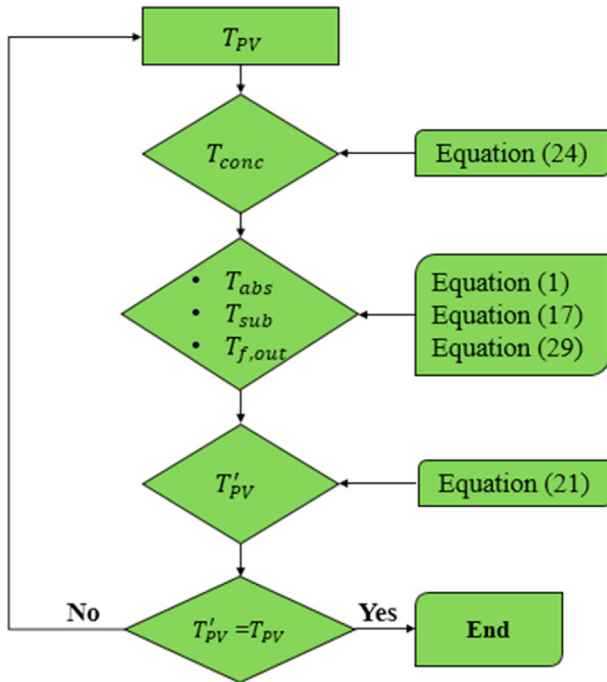 T_PV
T_conc
Equation (24)
• T_abs
• T_sub
• T_f,out
Equation (1)
Equation (17)
Equation (29)
T'_PV
Equation (21)
No
T'_PV =T_PV
Yes
End